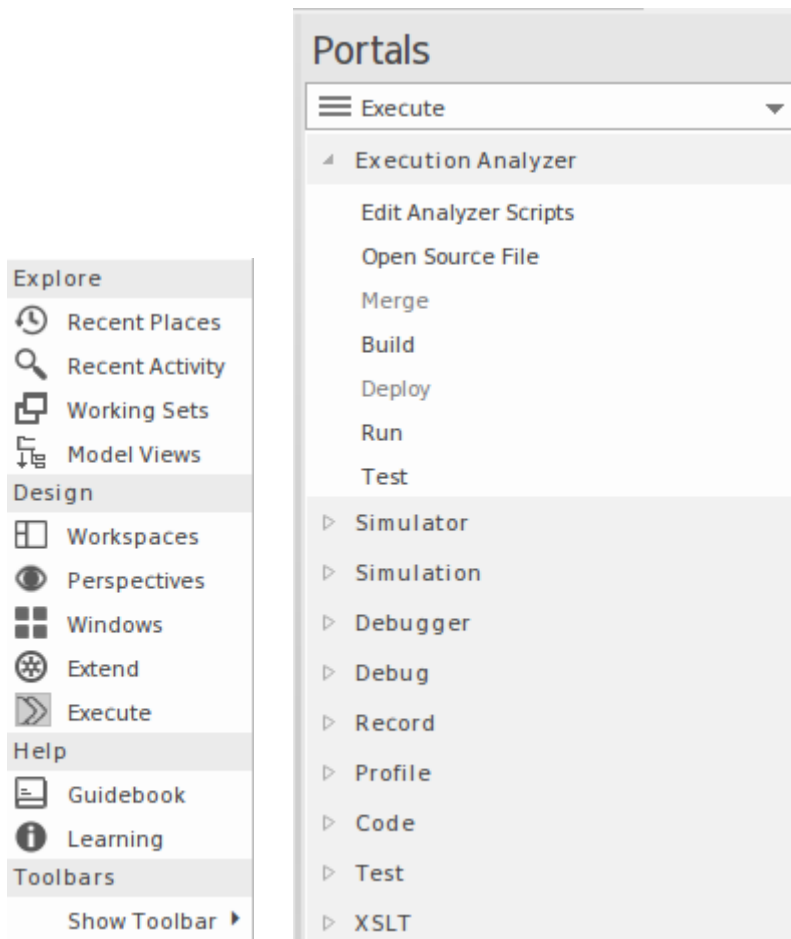 Explore
Recent Places
Recent Activity
Working Sets
Model Views
Design
Workspaces
Perspectives
Windows
Extend
Execute
Help
Guidebook
Learning
Toolbars
Show Toolbar
Portals
Execute
Execution Analyzer
Edit Analyzer Scripts
Open Source File
Merge
Build
Deploy
Run
Test
Simulator
Simulation
Debugger
Debug
Record
Profile
Code
Test
XSLT